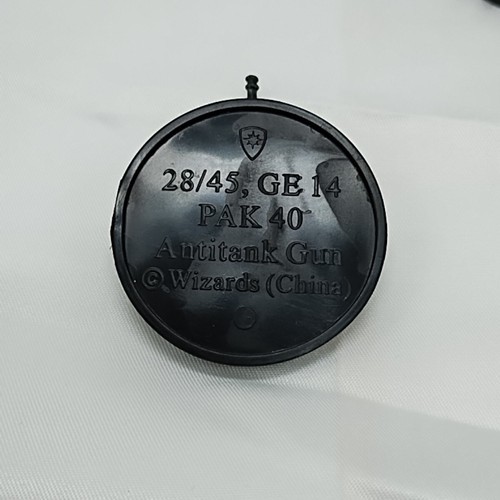 28/45, GE 14
PAK 40
Antitank Gun
© Wizards (China)